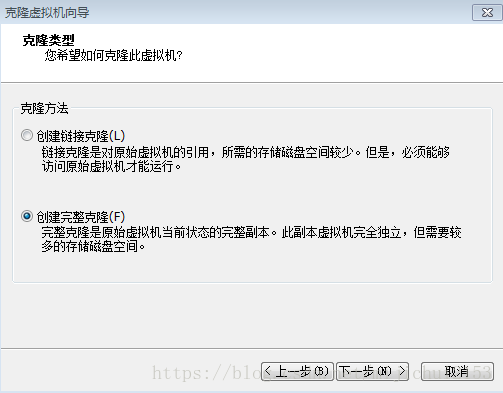 克隆虚拟机向导
克隆类型
您希望如何克隆此虚拟机?
克隆方法
创建链接克隆(L)
链接克隆是对原始虚拟机的引用，所需的存储磁盘空间较少。但是，必须能够
访问原始虚拟机才能运行。
创建完整克隆(F)
完整克隆是原始虚拟机当前状态的完整副本。此副本虚拟机完全独立，但需要较
多的存储磁盘空间。
https://blog
< 上一步(B) 下一步(N) > 取消